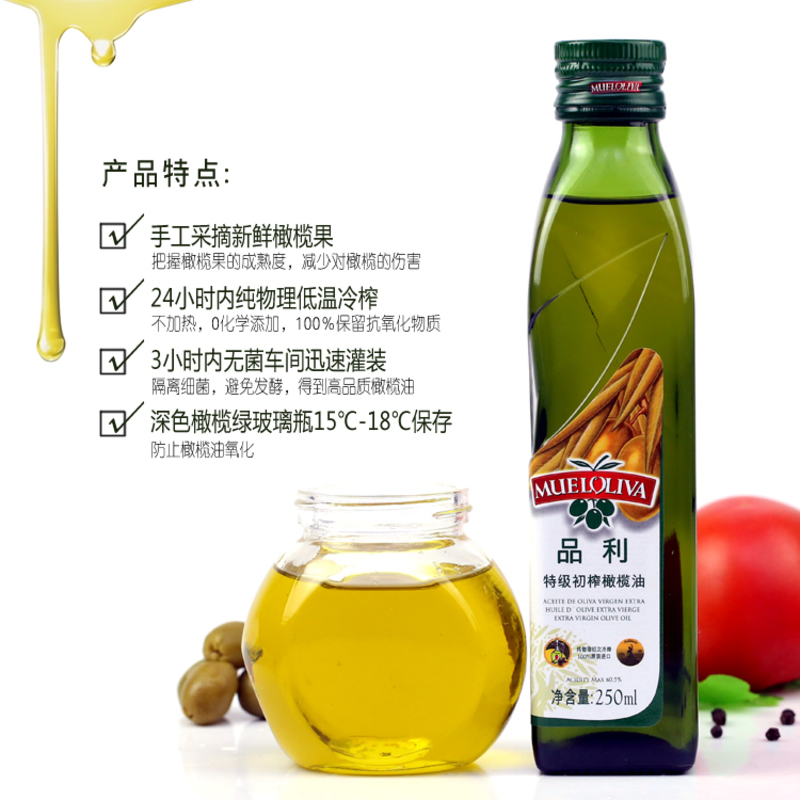 产品特点:
手工采摘新鲜橄榄果
把握橄榄果的成熟度，减少对橄榄的伤害
24小时内纯物理低温冷榨
不加热，0化学添加，100%保留抗氧化物质
3小时内无菌车间迅速灌装
隔离细菌，避免发酵，得到高品质橄榄油
深色橄榄绿玻璃瓶15℃-18℃保存
防止橄榄油氧化
MUELOLIVA
MUELOLIVA
品利
特级初榨橄榄油
ACEITE DE OLIVA VIRGEN EXTRA
HUILE D´OLIVE EXTRA VIERGE
EXTRA VIRGIN OLIVE OIL
100%原装进口
净含量:250ml